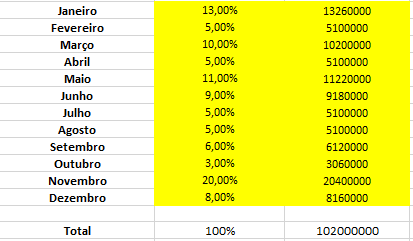 Janeiro 13,00% 13260000
Fevereiro 5,00% 5100000
Março 10,00% 10200000
Abril 5,00% 5100000
Maio 11,00% 11220000
Junho 9,00% 9180000
Julho 5,00% 5100000
Agosto 5,00% 5100000
Setembro 6,00% 6120000
Outubro 3,00% 3060000
Novembro 20,00% 20400000
Dezembro 8,00% 8160000
Total 100% 102000000